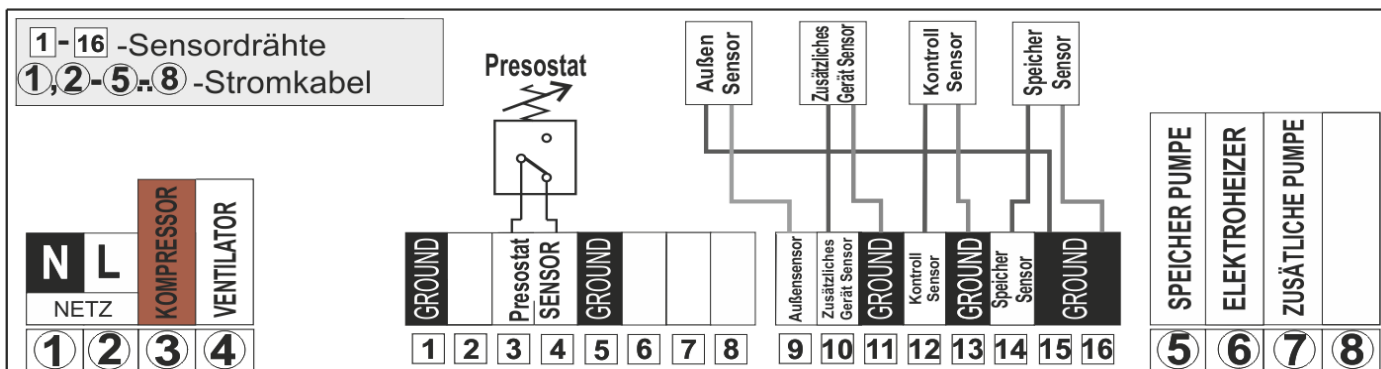 1-16 -Sensordrähte
①,②-⑤..⑧ -Stromkabel
Presostat
Außen
Sensor
Zusätzliches
Gerät Sensor
Kontroll
Sensor
Speicher
Sensor
N L
NETZ
KOMPRESSOR
VENTILATOR
① ② ③ ④
GROUND
Presostat
SENSOR
GROUND
1 2 3 4 5 6 7 8
Außensensor
Zusätzliches
Gerät Sensor
GROUND
Kontroll
Sensor
GROUND
Speicher
Sensor
GROUND
9 10 11 12 13 14 15 16
SPEICHER PUMPE
ELEKTROHEIZER
ZUSÄTLICHE PUMPE
⑤ ⑥ ⑦ ⑧